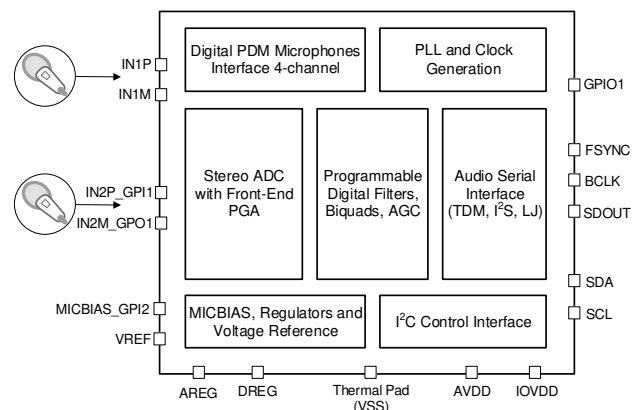 Digital PDM Microphones
Interface 4-channel
PLL and Clock
Generation
IN1P
IN1M
GPIO1
Stereo ADC
with Front-End
PGA
Programmable
Digital Filters,
Biquads, AGC
Audio Serial
Interface
(TDM, I²S, LJ)
FSYNC
BCLK
SDOUT
IN2P_GPI1
IN2M_GPO1
SDA
SCL
MICBIAS_GPI2
VREF
MICBIAS, Regulators and
Voltage Reference
I²C Control Interface
AREG
DREG
Thermal Pad
(VSS)
AVDD
IOVDD